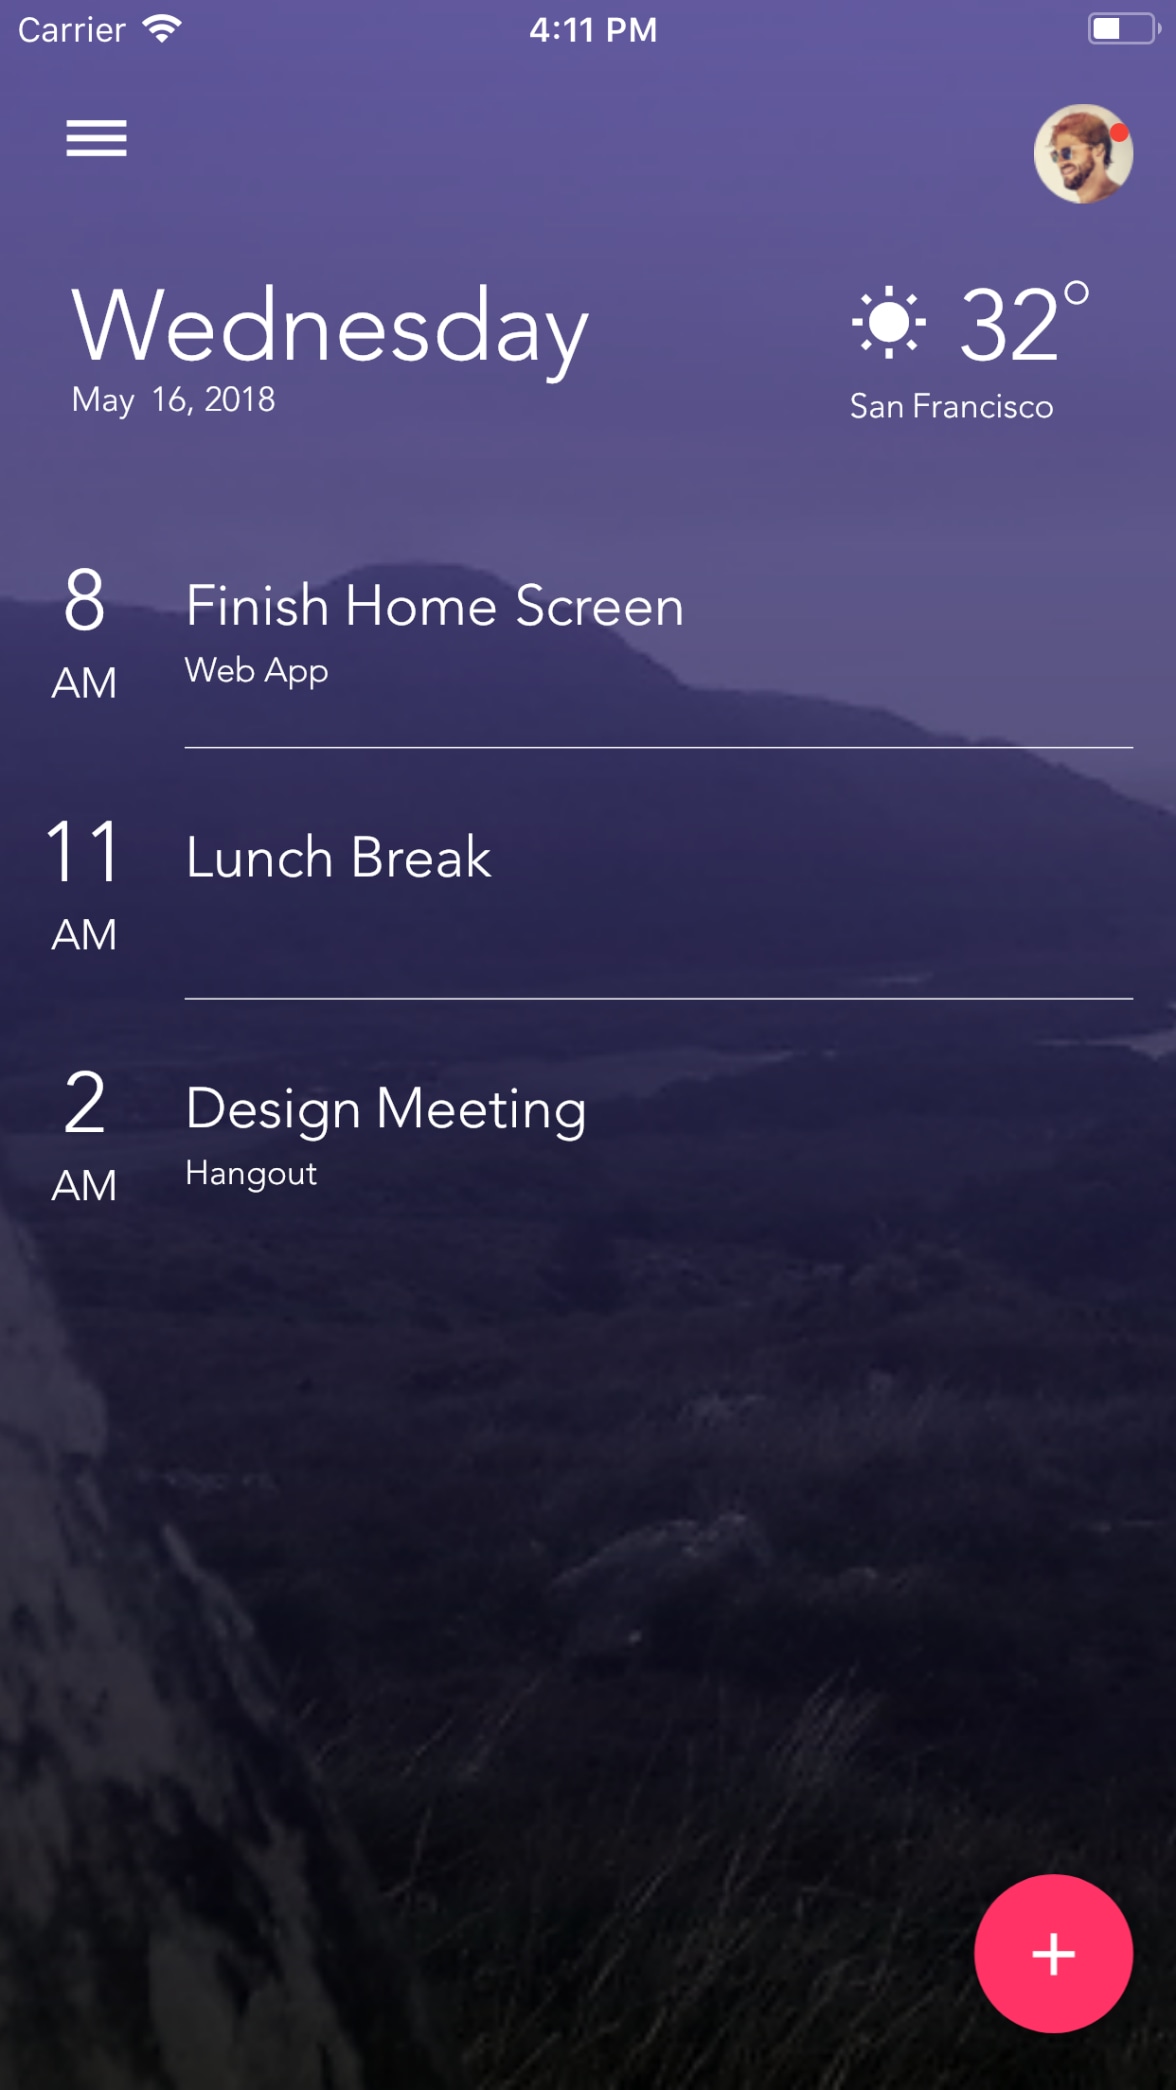 Carrier 4:11 PM
Wednesday
May 16, 2018
32°
San Francisco
8
AM
Finish Home Screen
Web App
11
AM
Lunch Break
2
AM
Design Meeting
Hangout
+